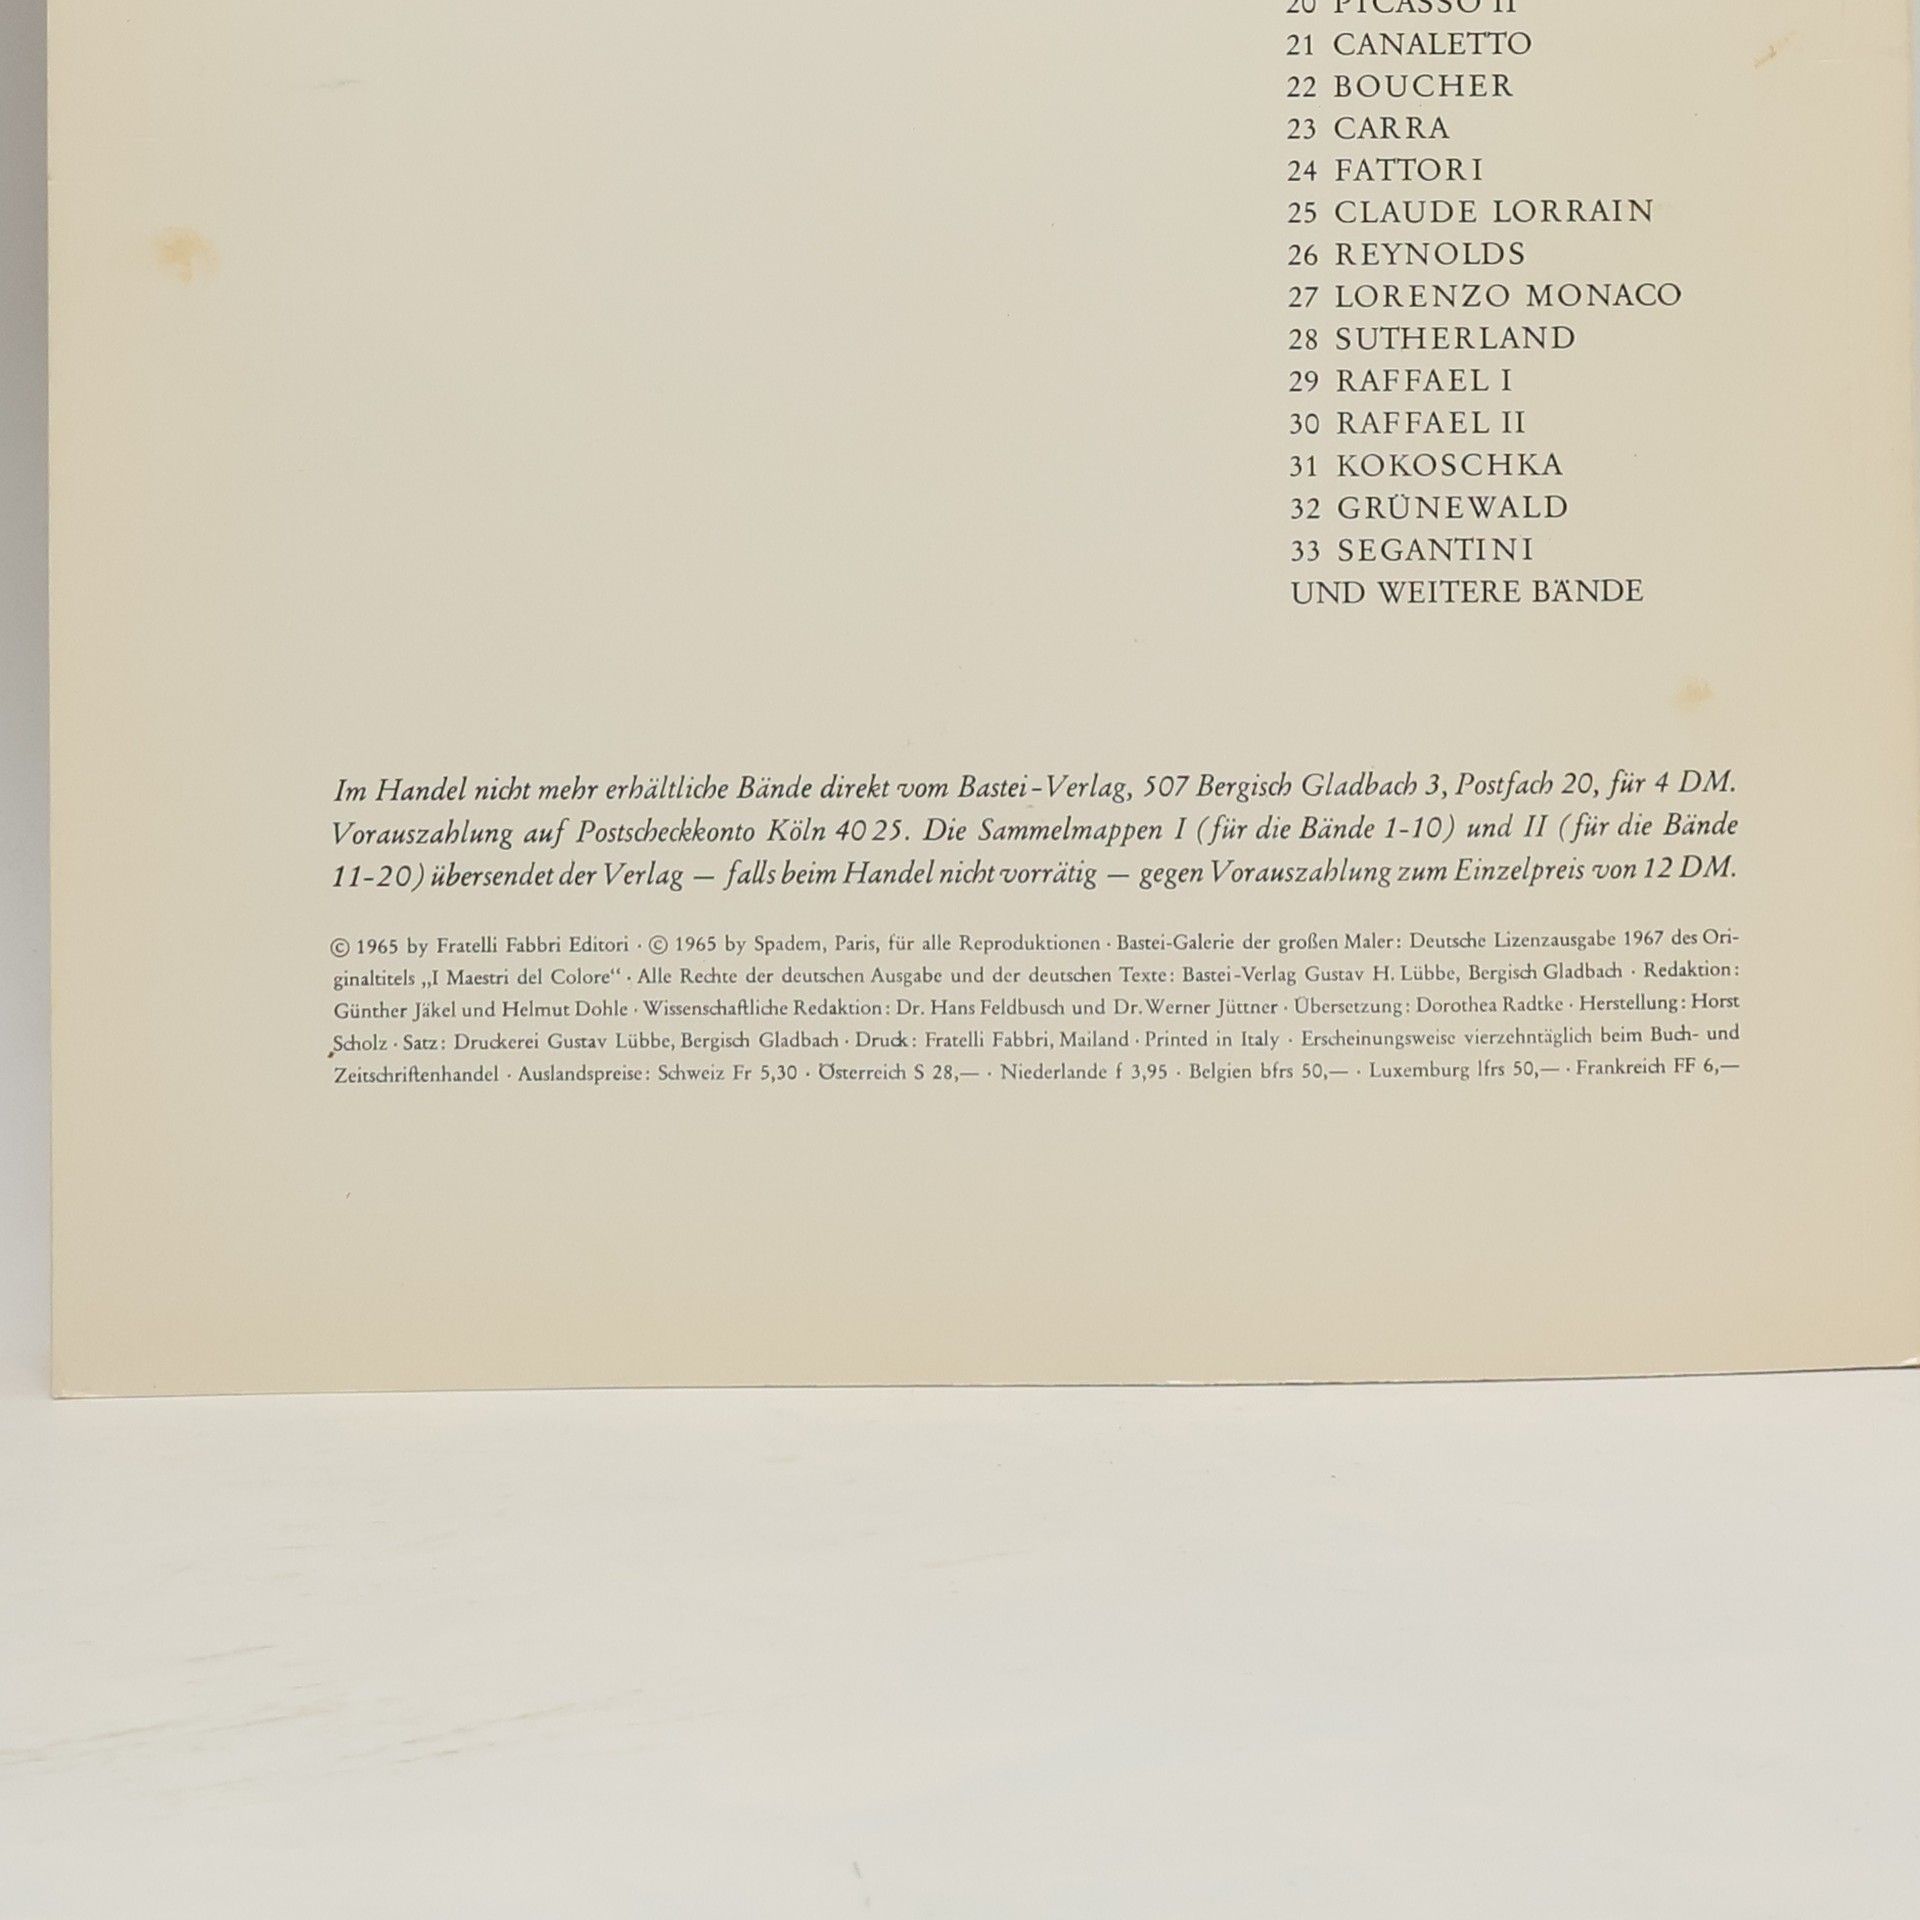 20 PICASSO II
21 CANALETTO
22 BOUCHER
23 CARRA
24 FATTORI
25 CLAUDE LORRAIN
26 REYNOLDS
27 LORENZO MONACO
28 SUTHERLAND
29 RAFFAEL I
30 RAFFAEL II
31 KOKOSCHKA
32 GRÜNEWALD
33 SEGANTINI
UND WEITERE BÄNDE
Im Handel nicht mehr erhältliche Bände direkt vom Bastei-Verlag, 507 Bergisch Gladbach 3, Postfach 20, für 4 DM.
Vorauszahlung auf Postscheckkonto Köln 40 25. Die Sammelmappen I (für die Bände 1-10) und II (für die Bände
11-20) übersendet der Verlag — falls beim Handel nicht vorrätig — gegen Vorauszahlung zum Einzelpreis von 12 DM.
© 1965 by Fratelli Fabbri Editori · © 1965 by Spadem, Paris, für alle Reproduktionen · Bastei-Galerie der großen Maler: Deutsche Lizenzausgabe 1967 des Ori-
ginaltitels „I Maestri del Colore“ · Alle Rechte der deutschen Ausgabe und der deutschen Texte: Bastei-Verlag Gustav H. Lübbe, Bergisch Gladbach · Redaktion:
Günther Jäkel und Helmut Dohle · Wissenschaftliche Redaktion: Dr. Hans Feldbusch und Dr. Werner Jüttner · Übersetzung: Dorothea Radtke · Herstellung: Horst
Scholz · Satz: Druckerei Gustav Lübbe, Bergisch Gladbach · Druck: Fratelli Fabbri, Mailand · Printed in Italy · Erscheinungsweise vierzehntäglich beim Buch- und
Zeitschriftenhandel · Auslandspreise: Schweiz Fr 5,30 · Österreich S 28,— · Niederlande f 3,95 · Belgien bfrs 50,— · Luxemburg lfrs 50,— · Frankreich FF 6,—